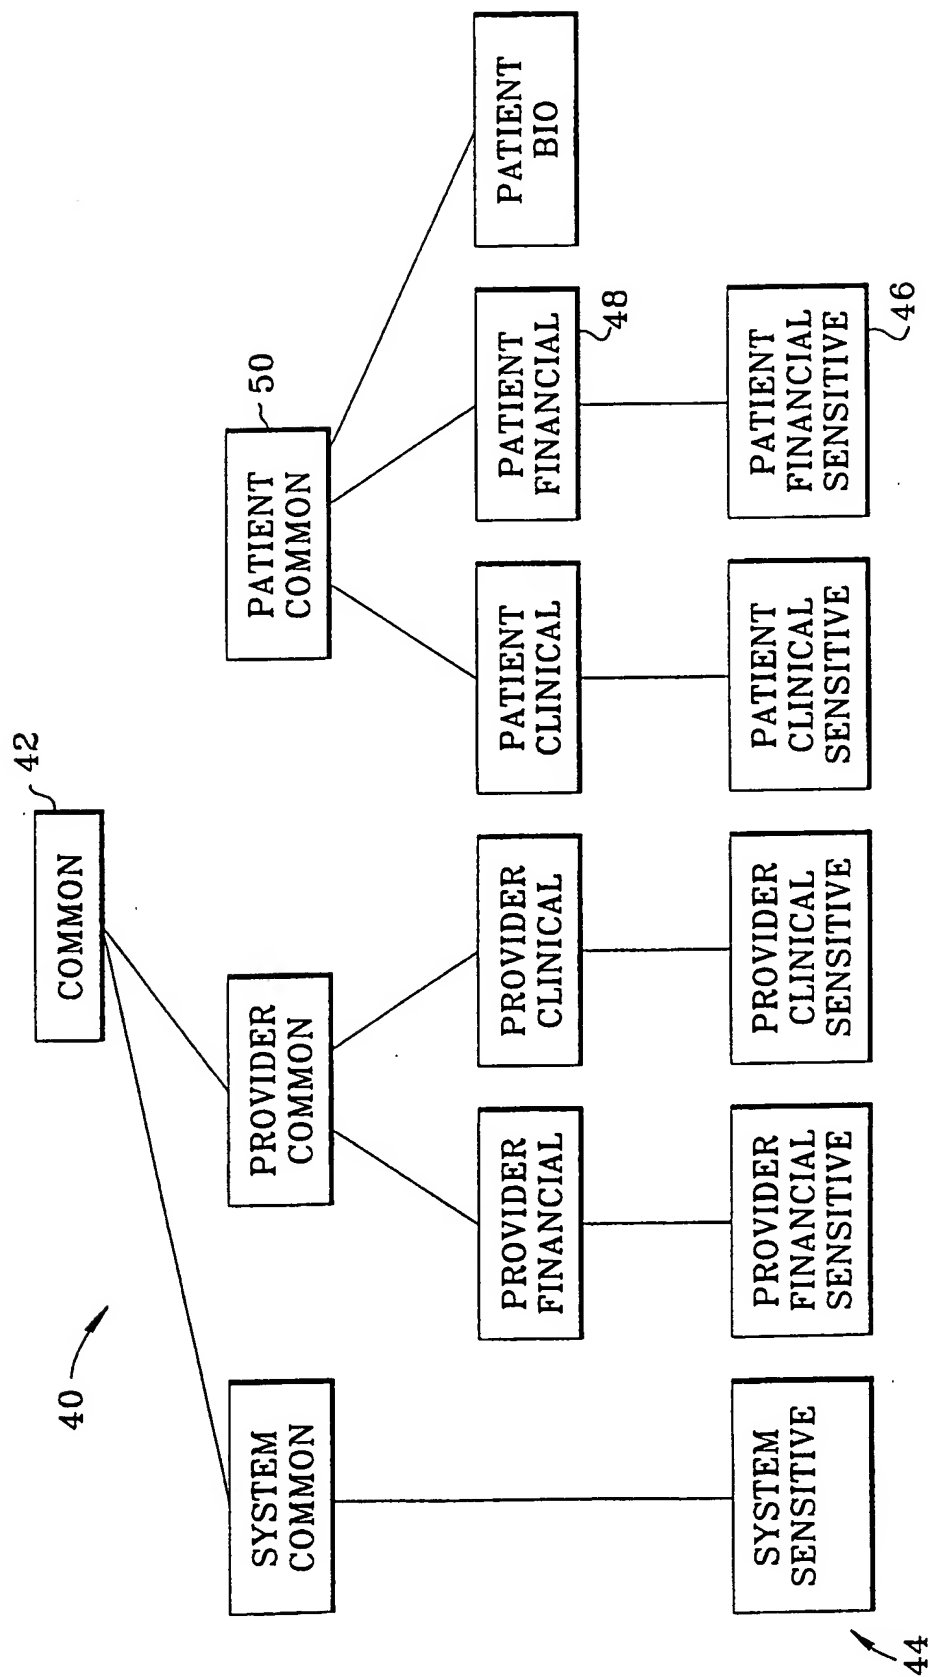 40
COMMON
42
SYSTEM
COMMON
PROVIDER
COMMON
PATIENT
COMMON
50
PROVIDER
FINANCIAL
PROVIDER
CLINICAL
PATIENT
CLINICAL
PATIENT
FINANCIAL
48
PATIENT
BIO
SYSTEM
SENSITIVE
PROVIDER
FINANCIAL
SENSITIVE
PROVIDER
CLINICAL
SENSITIVE
PATIENT
CLINICAL
SENSITIVE
PATIENT
FINANCIAL
SENSITIVE
46
44